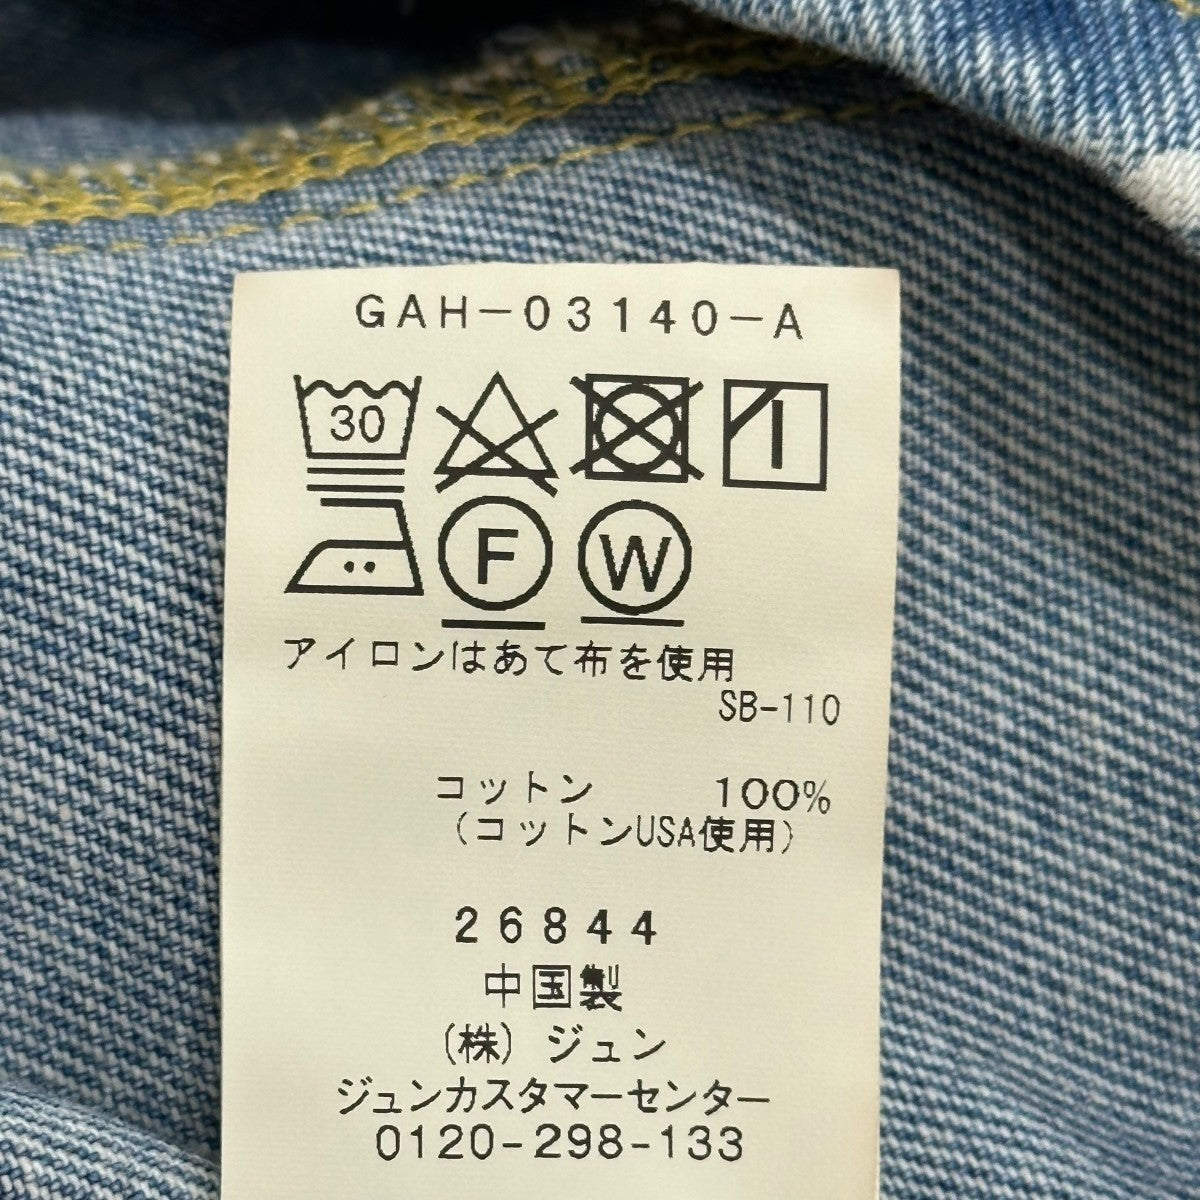 GAH-03140-A
30
F W
アイロンはあて布を使用
SB-110
コットン 100%
(コットンUSA使用)
26844
中国製
(株)ジュン
ジュンカスタマーセンター
0120-298-133